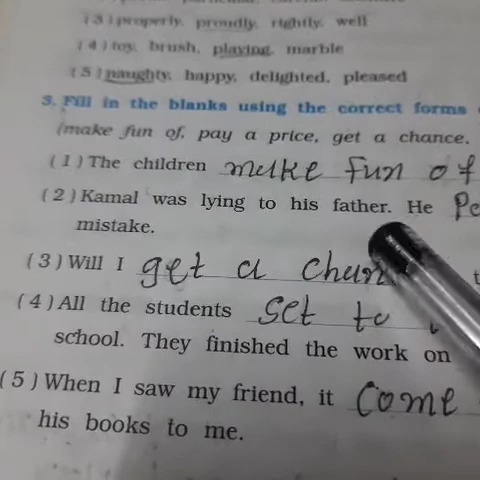 (3) properly, proudly, rightly, well
(4) toy, brush, playing, marble
(5) naughty, happy, delighted, pleased
3. Fill in the blanks using the correct forms
(make fun of, pay a price, get a chance,
(1) The children make fun of
(2) Kamal was lying to his father. He
mistake.
(3) Will I get a chan
(4) All the students set to
school. They finished the work on
(5) When I saw my friend, it come
his books to me.